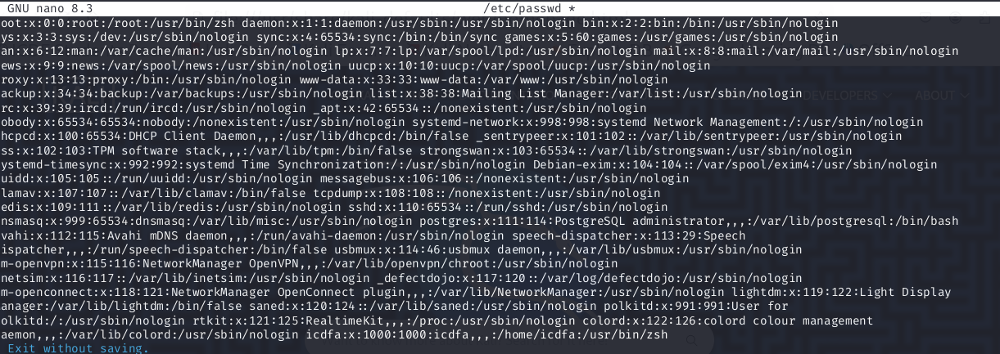 GNU nano 8.3 /etc/passwd *
oot:x:0:0:root:/root:/usr/bin/zsh daemon:x:1:1:daemon:/usr/sbin:/usr/sbin/nologin bin:x:2:2:bin:/bin:/usr/sbin/nologin
ys:x:3:3:sys:/dev:/usr/sbin/nologin sync:x:4:65534:sync:/bin:/bin/sync games:x:5:60:games:/usr/games:/usr/sbin/nologin
an:x:6:12:man:/var/cache/man:/usr/sbin/nologin lp:x:7:7:lp:/var/spool/lpd:/usr/sbin/nologin mail:x:8:8:mail:/var/mail:/usr/sbin/nologin
ews:x:9:9:news:/var/spool/news:/usr/sbin/nologin uucp:x:10:10:uucp:/var/spool/uucp:/usr/sbin/nologin
roxy:x:13:13:proxy:/bin:/usr/sbin/nologin www-data:x:33:33:www-data:/var/www:/usr/sbin/nologin
ackup:x:34:34:backup:/var/backups:/usr/sbin/nologin list:x:38:38:Mailing List Manager:/var/list:/usr/sbin/nologin
rc:x:39:39:ircd:/run/ircd:/usr/sbin/nologin _apt:x:42:65534::/nonexistent:/usr/sbin/nologin
DEVELOPERS ABOUT
obody:x:65534:65534:nobody:/nonexistent:/usr/sbin/nologin systemd-network:x:998:998:systemd Network Management:/:/usr/sbin/nologin
hcpcd:x:100:65534:DHCP Client Daemon,,,:/usr/lib/dhcpcd:/bin/false _sentrypeer:x:101:102::/var/lib/sentrypeer:/usr/sbin/nologin
ss:x:102:103:TPM software stack,,,:/var/lib/tpm:/bin/false strongswan:x:103:65534::/var/lib/strongswan:/usr/sbin/nologin
ystemd-timesync:x:992:992:systemd Time Synchronization:/:/usr/sbin/nologin Debian-exim:x:104:104::/var/spool/exim4:/usr/sbin/nologin
uidd:x:105:105::/run/uuidd:/usr/sbin/nologin messagebus:x:106:106::/nonexistent:/usr/sbin/nologin
lamav:x:107:107::/var/lib/clamav:/bin/false tcpdump:x:108:108::/nonexistent:/usr/sbin/nologin
edis:x:109:111::/var/lib/redis:/usr/sbin/nologin sshd:x:110:65534::/run/sshd:/usr/sbin/nologin
nsmasq:x:999:65534:dnsmasq:/var/lib/misc:/usr/sbin/nologin postgres:x:111:114:PostgreSQL administrator,,,:/var/lib/postgresql:/bin/bash
vahi:x:112:115:Avahi mDNS daemon,,,:/run/avahi-daemon:/usr/sbin/nologin speech-dispatcher:x:113:29:Speech
ispatcher,,,:/run/speech-dispatcher:/bin/false usbmux:x:114:46:usbmux daemon,,,:/var/lib/usbmux:/usr/sbin/nologin
m-openvpn:x:115:116:NetworkManager OpenVPN,,,:/var/lib/openvpn/chroot:/usr/sbin/nologin
netsim:x:116:117::/var/lib/inetsim:/usr/sbin/nologin _defectdojo:x:117:120::/var/log/defectdojo:/usr/sbin/nologin
m-openconnect:x:118:121:NetworkManager OpenConnect plugin,,,:/var/lib/NetworkManager:/usr/sbin/nologin lightdm:x:119:122:Light Display
anager:/var/lib/lightdm:/bin/false saned:x:120:124::/var/lib/saned:/usr/sbin/nologin polkitd:x:991:991:User for
olkitd:/:/usr/sbin/nologin rtkit:x:121:125:RealtimeKit,,,:/proc:/usr/sbin/nologin colord:x:122:126:colord colour management
aemon,,,:/var/lib/colord:/usr/sbin/nologin icdfa:x:1000:1000:icdfa,,,:/home/icdfa:/usr/bin/zsh
Exit without saving.